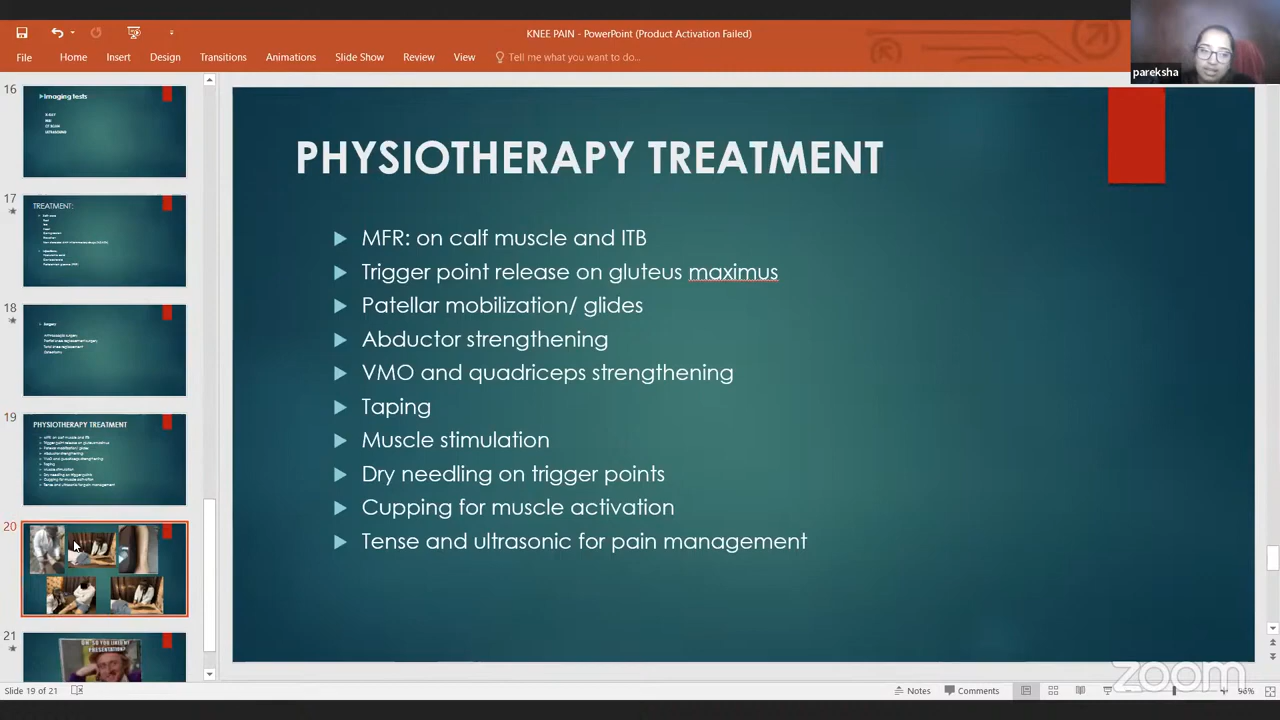 KNEE PAIN - PowerPoint (Product Activation Failed)
File Home Insert Design Transitions Animations Slide Show Review View Tell me what you want to do...
pareksha
16
Imaging tests
17
TREATMENT:
18
Surgery
19
PHYSIOTHERAPY TREATMENT
20
21
PHYSIOTHERAPY TREATMENT
MFR: on calf muscle and ITB
Trigger point release on gluteus maximus
Patellar mobilization/ glides
Abductor strengthening
VMO and quadriceps strengthening
Taping
Muscle stimulation
Dry needling on trigger points
Cupping for muscle activation
Tense and ultrasonic for pain management
zoom
Slide 19 of 21 Notes Comments 96%